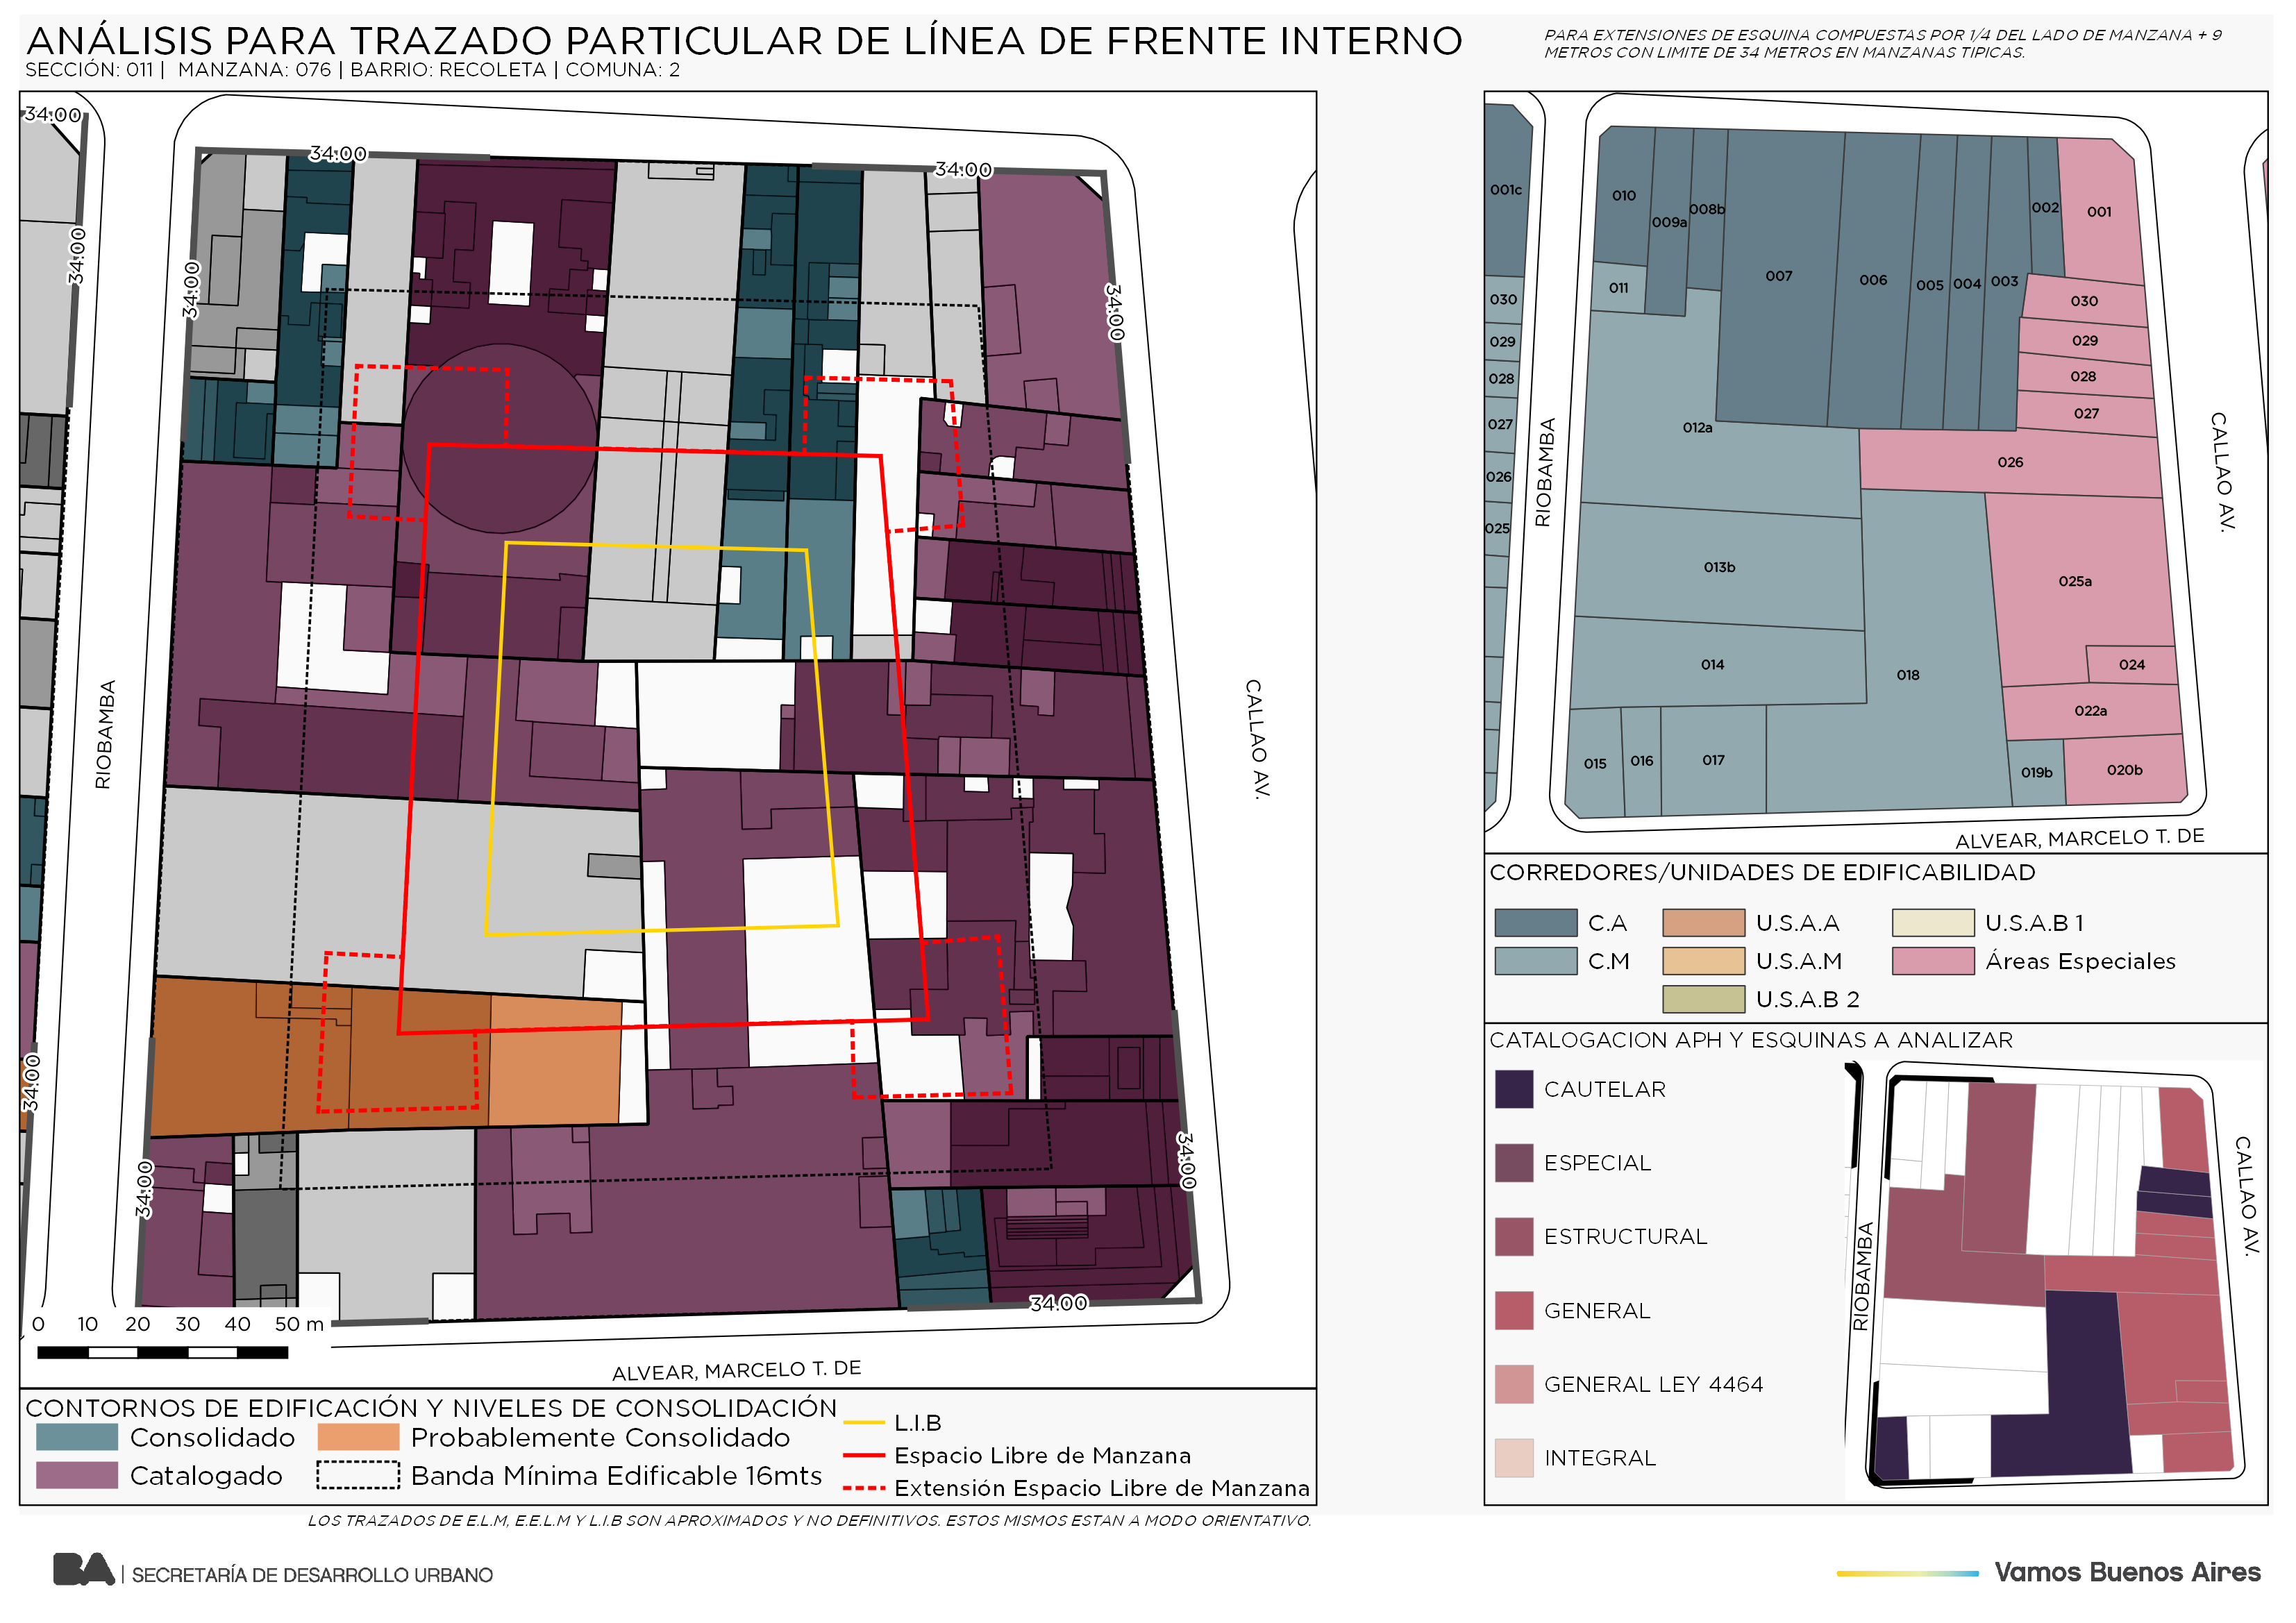 ANÁLISIS PARA TRAZADO PARTICULAR DE LÍNEA DE FRENTE INTERNO
SECCIÓN: 011 | MANZANA: 076 | BARRIO: RECOLETA | COMUNA: 2
PARA EXTENSIONES DE ESQUINA COMPUESTAS POR 1/4 DEL LADO DE MANZANA + 9
METROS CON LIMITE DE 34 METROS EN MANZANAS TIPICAS.
34.00
34.00
34.00
34.00
34.00
34.00
34.00
34.00
34.00
34.00
RIOBAMBA
CALLAO AV.
ALVEAR, MARCELO T. DE
0 10 20 30 40 50 m
CONTORNOS DE EDIFICACIÓN Y NIVELES DE CONSOLIDACIÓN
Consolidado
Probablemente Consolidado
Catalogado
Banda Mínima Edificable 16mts
L.I.B
Espacio Libre de Manzana
Extensión Espacio Libre de Manzana
LOS TRAZADOS DE E.L.M, E.E.L.M Y L.I.B SON APROXIMADOS Y NO DEFINITIVOS. ESTOS MISMOS ESTAN A MODO ORIENTATIVO.
001c
030
029
028
027
026
025
RIOBAMBA
010
009a
008b
007
006
005
004
003
002
001
011
030
029
028
027
012a
026
013b
025a
014
018
024
022a
015
016
017
019b
020b
CALLAO AV.
ALVEAR, MARCELO T. DE
CORREDORES/UNIDADES DE EDIFICABILIDAD
C.A
U.S.A.A
U.S.A.B 1
C.M
U.S.A.M
Áreas Especiales
U.S.A.B 2
CATALOGACION APH Y ESQUINAS A ANALIZAR
CAUTELAR
ESPECIAL
ESTRUCTURAL
GENERAL
GENERAL LEY 4464
INTEGRAL
RIOBAMBA
CALLAO AV.
BA | SECRETARÍA DE DESARROLLO URBANO
Vamos Buenos Aires